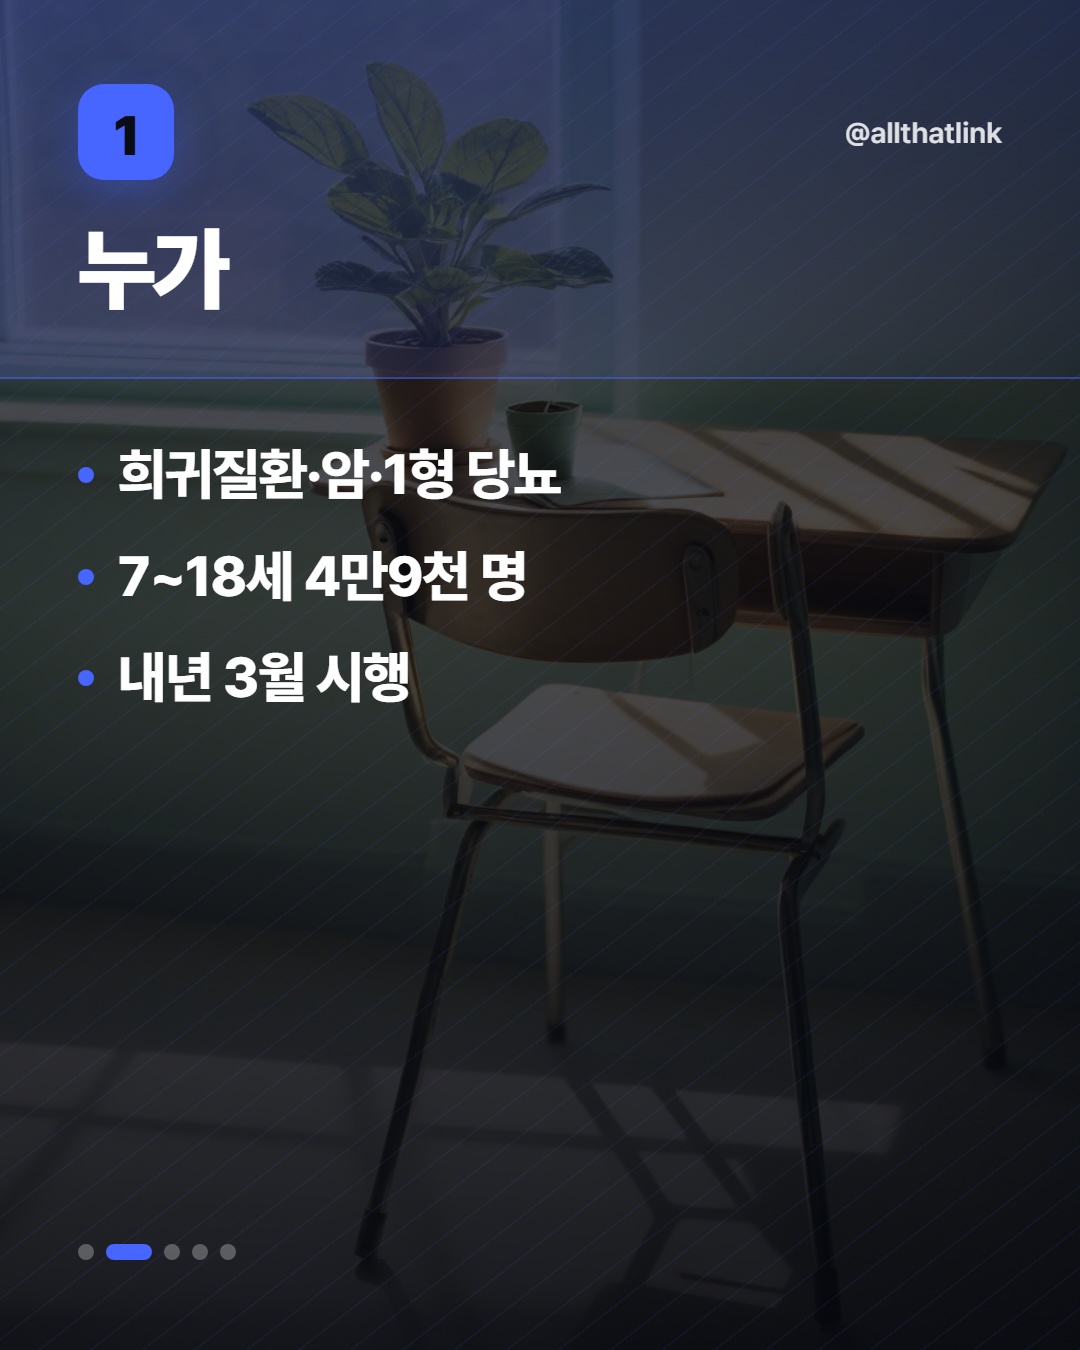 1
@allthatlink
누가
희귀질환·암·1형 당뇨
7~18세 4만9천 명
내년 3월 시행